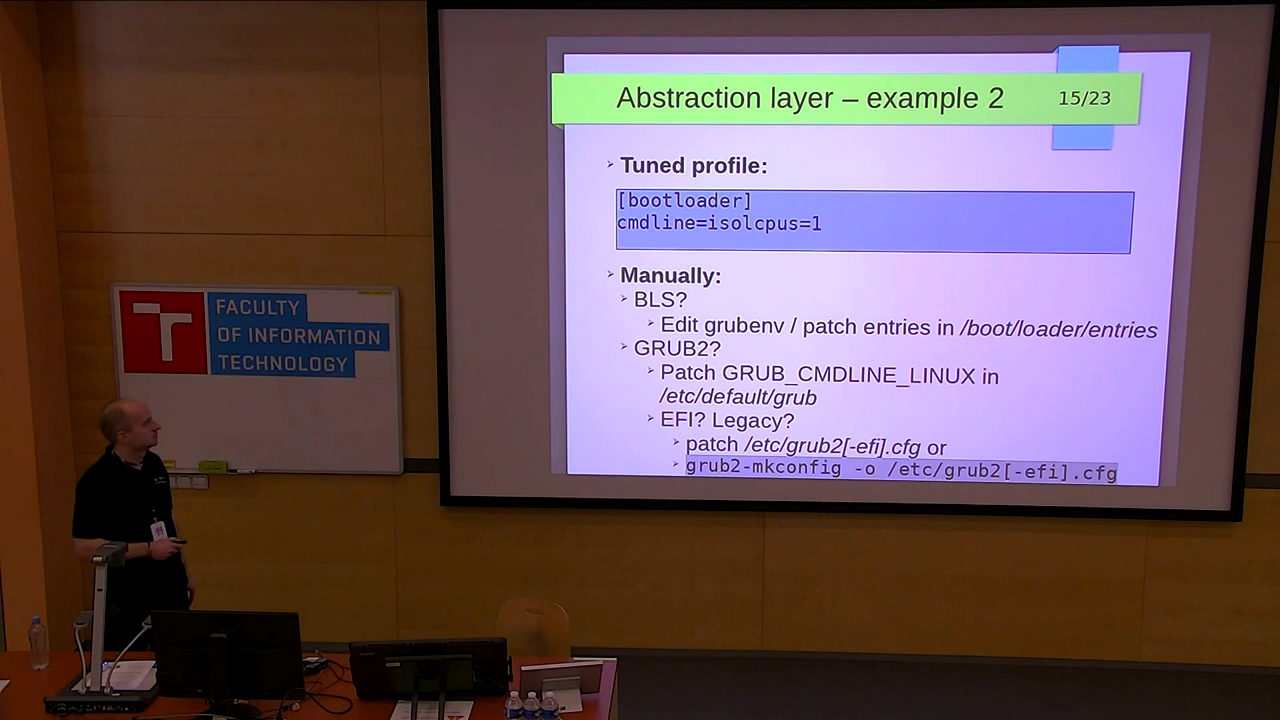 Abstraction layer – example 2
15/23
Tuned profile:
[bootloader]
cmdline=isolcpus=1
Manually:
BLS?
Edit grubenv / patch entries in /boot/loader/entries
GRUB2?
Patch GRUB_CMDLINE_LINUX in
/etc/default/grub
EFI? Legacy?
patch /etc/grub2[-efi].cfg or
grub2-mkconfig -o /etc/grub2[-efi].cfg
FACULTY
OF INFORMATION
TECHNOLOGY